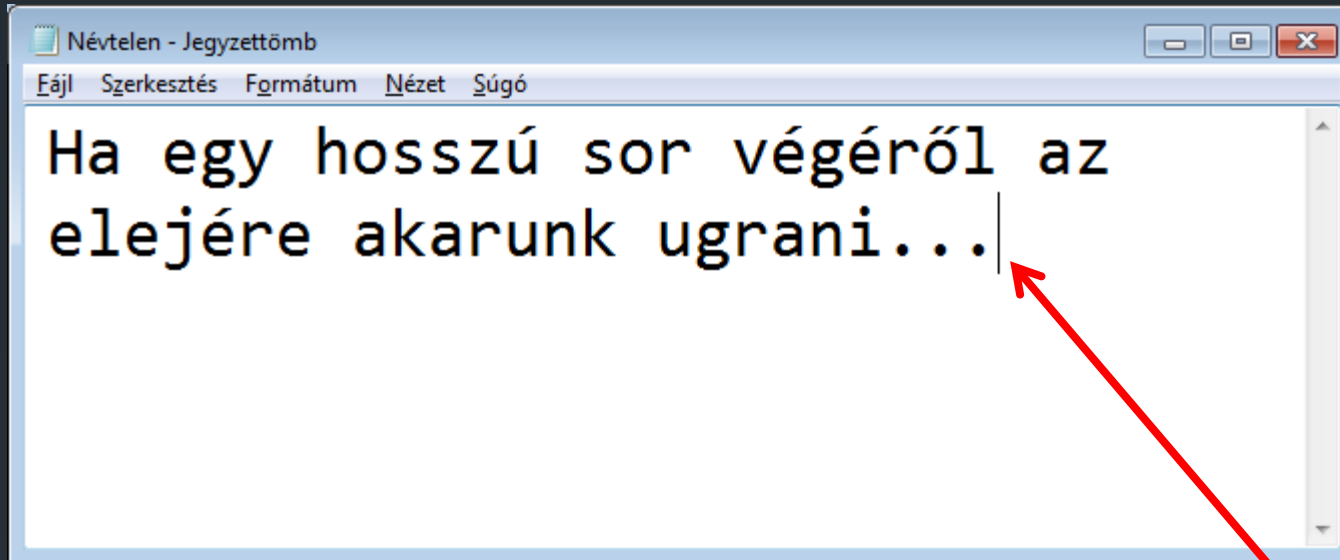 Névtelen - Jegyzettömb
Fájl Szerkesztés Formátum Nézet Súgó
Ha egy hosszú sor végéről az
elejére akarunk ugrani...